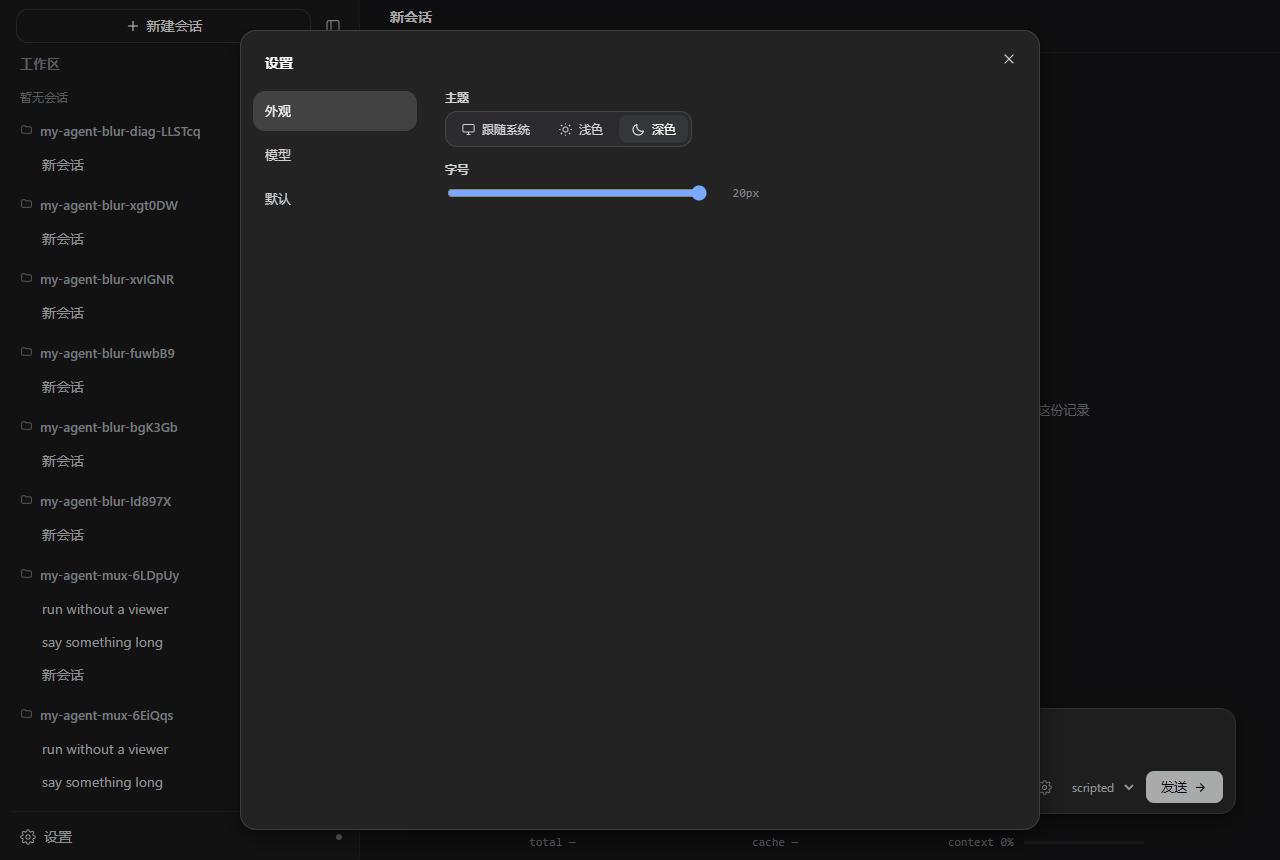 新建会话
新会话
工作区
暂无会话
my-agent-blur-diag-LLSTcq
新会话
my-agent-blur-xgt0DW
新会话
my-agent-blur-xvIGNR
新会话
my-agent-blur-fuwbB9
新会话
my-agent-blur-bgK3Gb
新会话
my-agent-blur-Id897X
新会话
my-agent-mux-6LDpUy
run without a viewer
say something long
新会话
my-agent-mux-6EiQqs
run without a viewer
say something long
设置
设置
外观
模型
默认
主题
跟随系统 浅色 深色
字号
20px
这份记录
scripted 发送 →
total — cache — context 0%